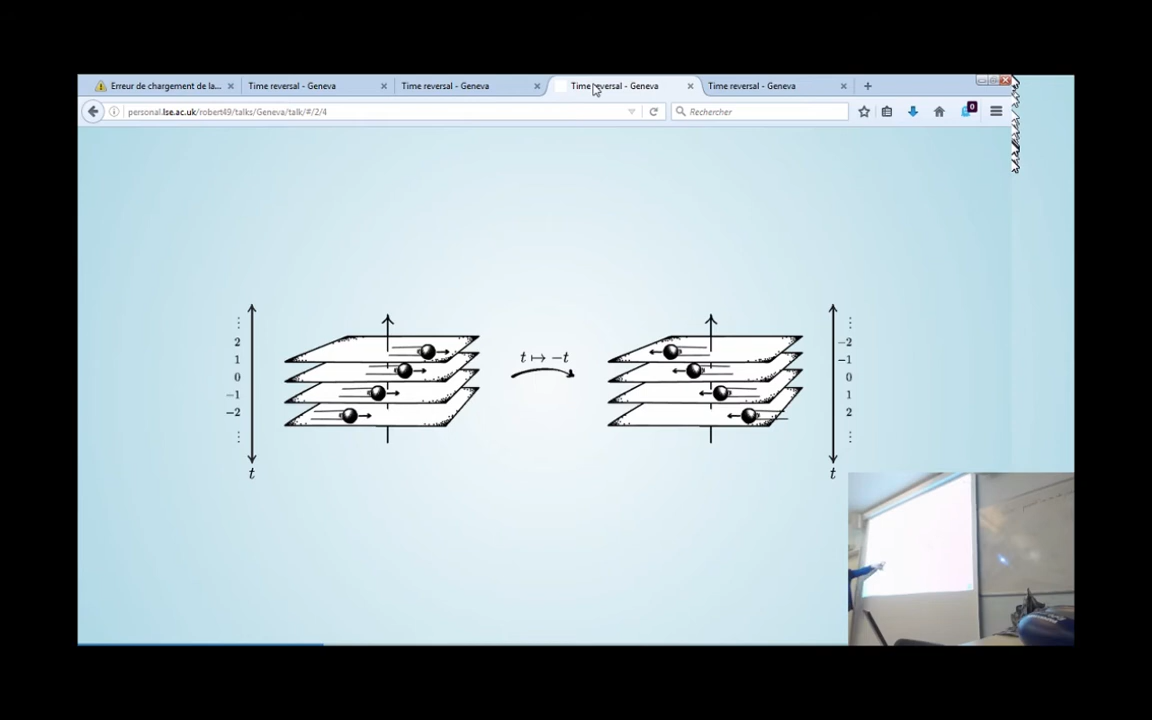 Erreur de chargement de la...
Time reversal - Geneva
Time reversal - Geneva
Time reversal - Geneva
Time reversal - Geneva
personal.lse.ac.uk/robert49/talks/Geneva/talk/#/2/4
Rechercher
0
⋮
2
1
0
−1
−2
⋮
t
t ↦ −t
⋮
−2
−1
0
1
2
⋮
t